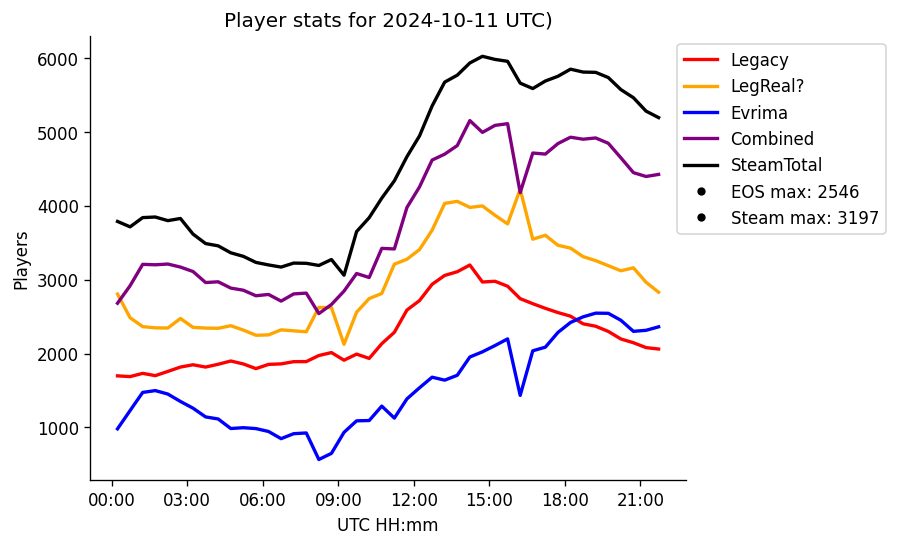 Player stats for 2024-10-11 UTC)
Players
6000
5000
4000
3000
2000
1000
00:00 03:00 06:00 09:00 12:00 15:00 18:00 21:00
UTC HH:mm
Legacy
LegReal?
Evrima
Combined
SteamTotal
EOS max: 2546
Steam max: 3197